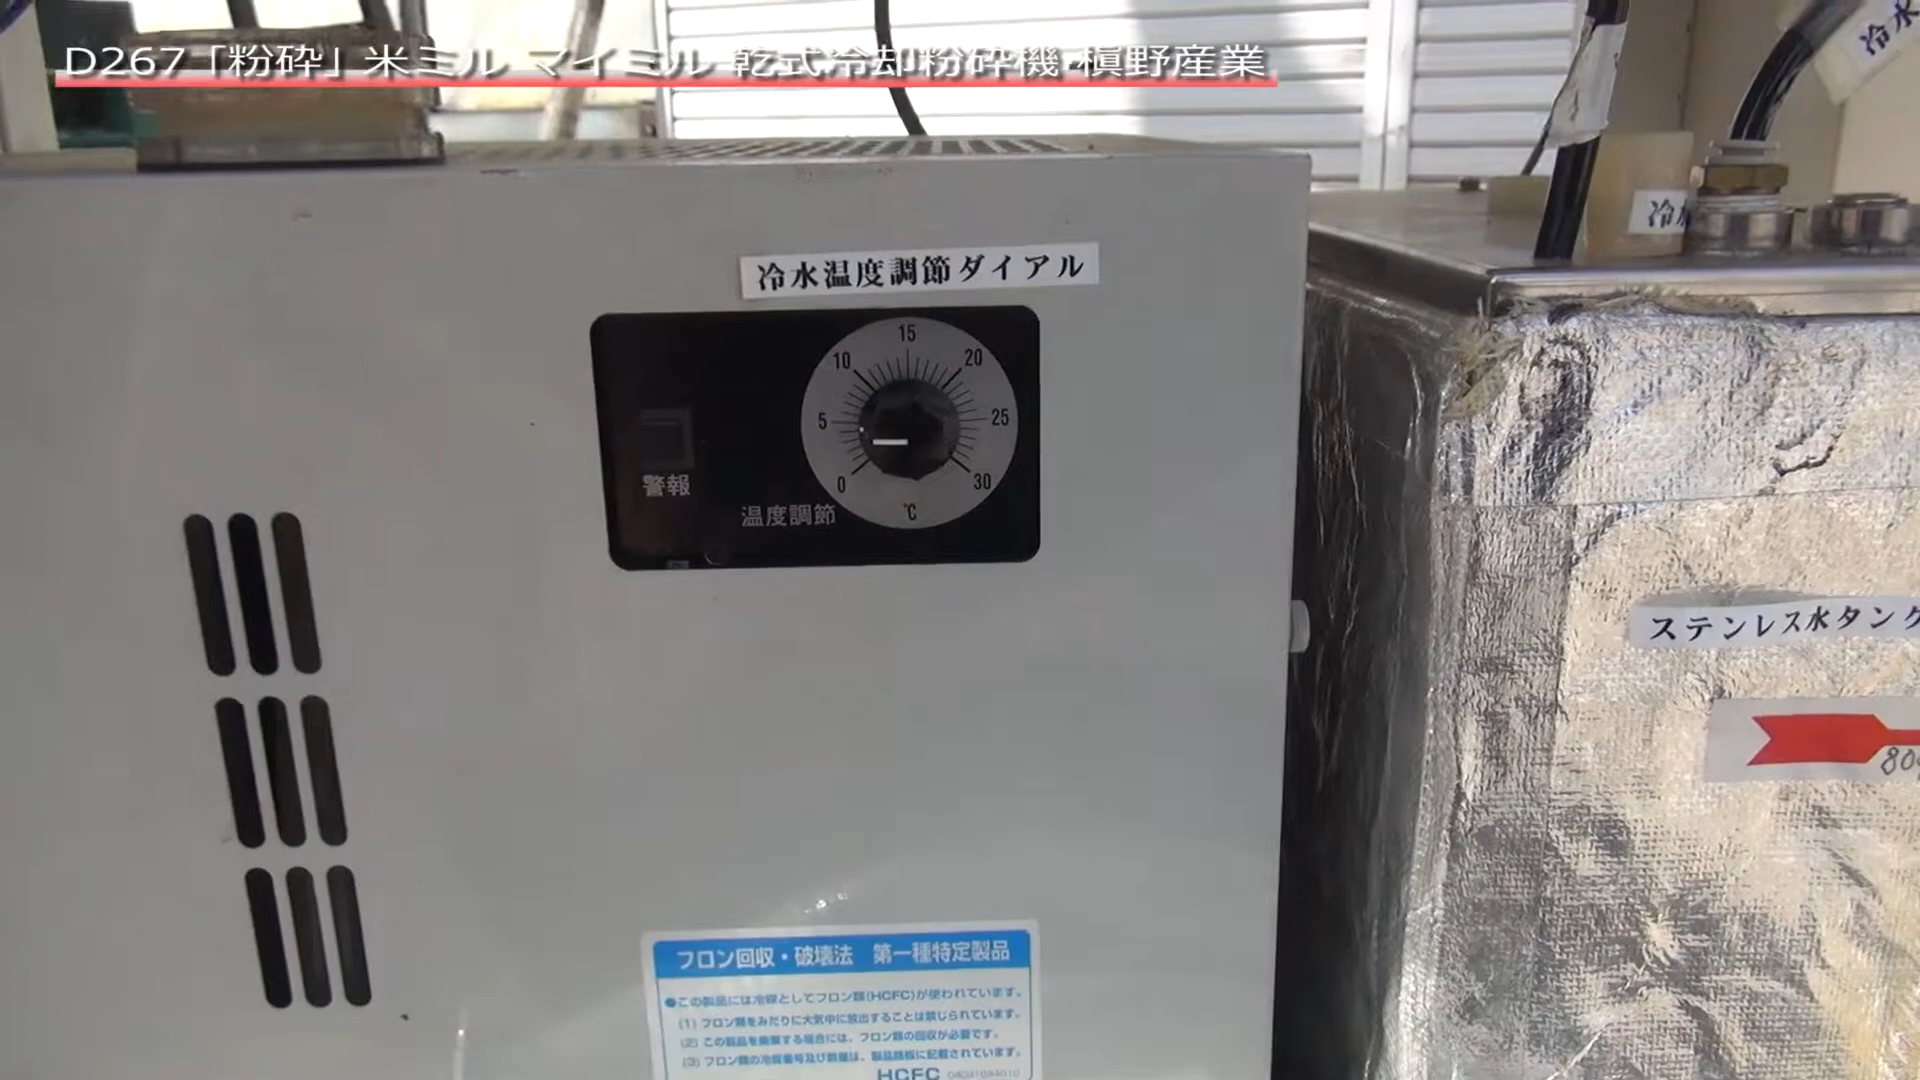 D267「粉砕」米ミル マイミル 乾式冷却粉砕機 槇野産業
冷水
冷水温度調節ダイアル
0 5 10 15 20 25 30
℃
警報
温度調節
ステンレス水タンク
80
フロン回収・破壊法 第一種特定製品
●この製品には冷媒としてフロン類(HCFC)が使われています。
(1) フロン類をみだりに大気中に放出することは禁じられています。
(2) この製品を廃棄する場合には、フロン類の回収が必要です。
(3) フロン類の冷媒番号及び数量は、製品銘板に記載されています。
HCFC